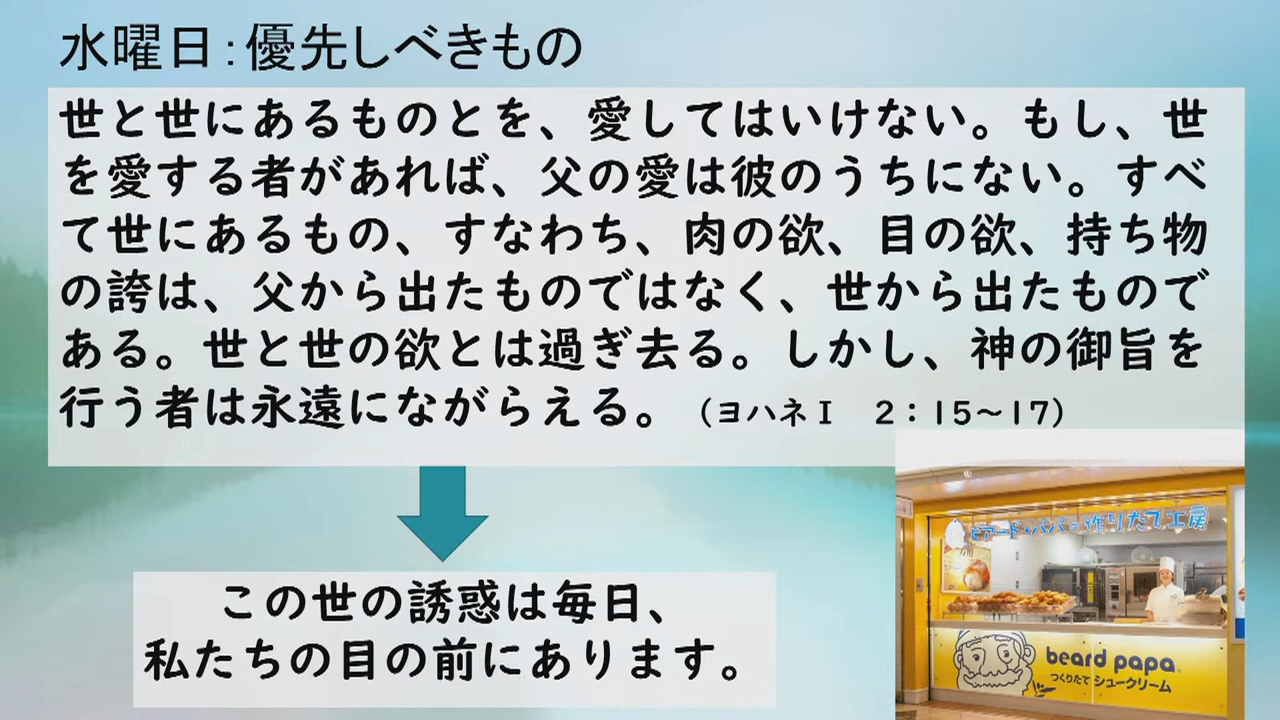 水曜日：優先しべきもの
世と世にあるものとを、愛してはいけない。もし、世
を愛する者があれば、父の愛は彼のうちにない。すべ
て世にあるもの、すなわち、肉の欲、目の欲、持ち物
の誇は、父から出たものではなく、世から出たもので
ある。世と世の欲とは過ぎ去る。しかし、神の御旨を
行う者は永遠にながらえる。（ヨハネⅠ　２：15～17）
この世の誘惑は毎日、
私たちの目の前にあります。
ビアード・パパの作りたて工房
beard papa
つくりたて シュークリーム